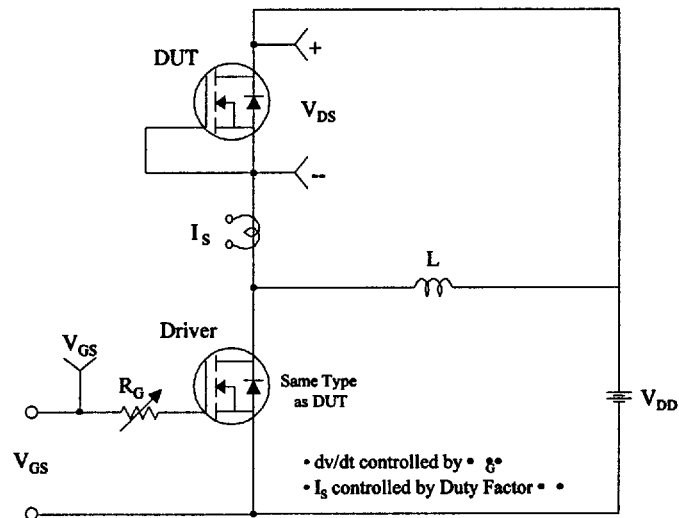 DUT
+
V_DS
--
I_S
L
Driver
V_GS
R_G
Same Type
as DUT
V_DD
V_GS
• dv/dt controlled by •
• I_S controlled by Duty Factor • •